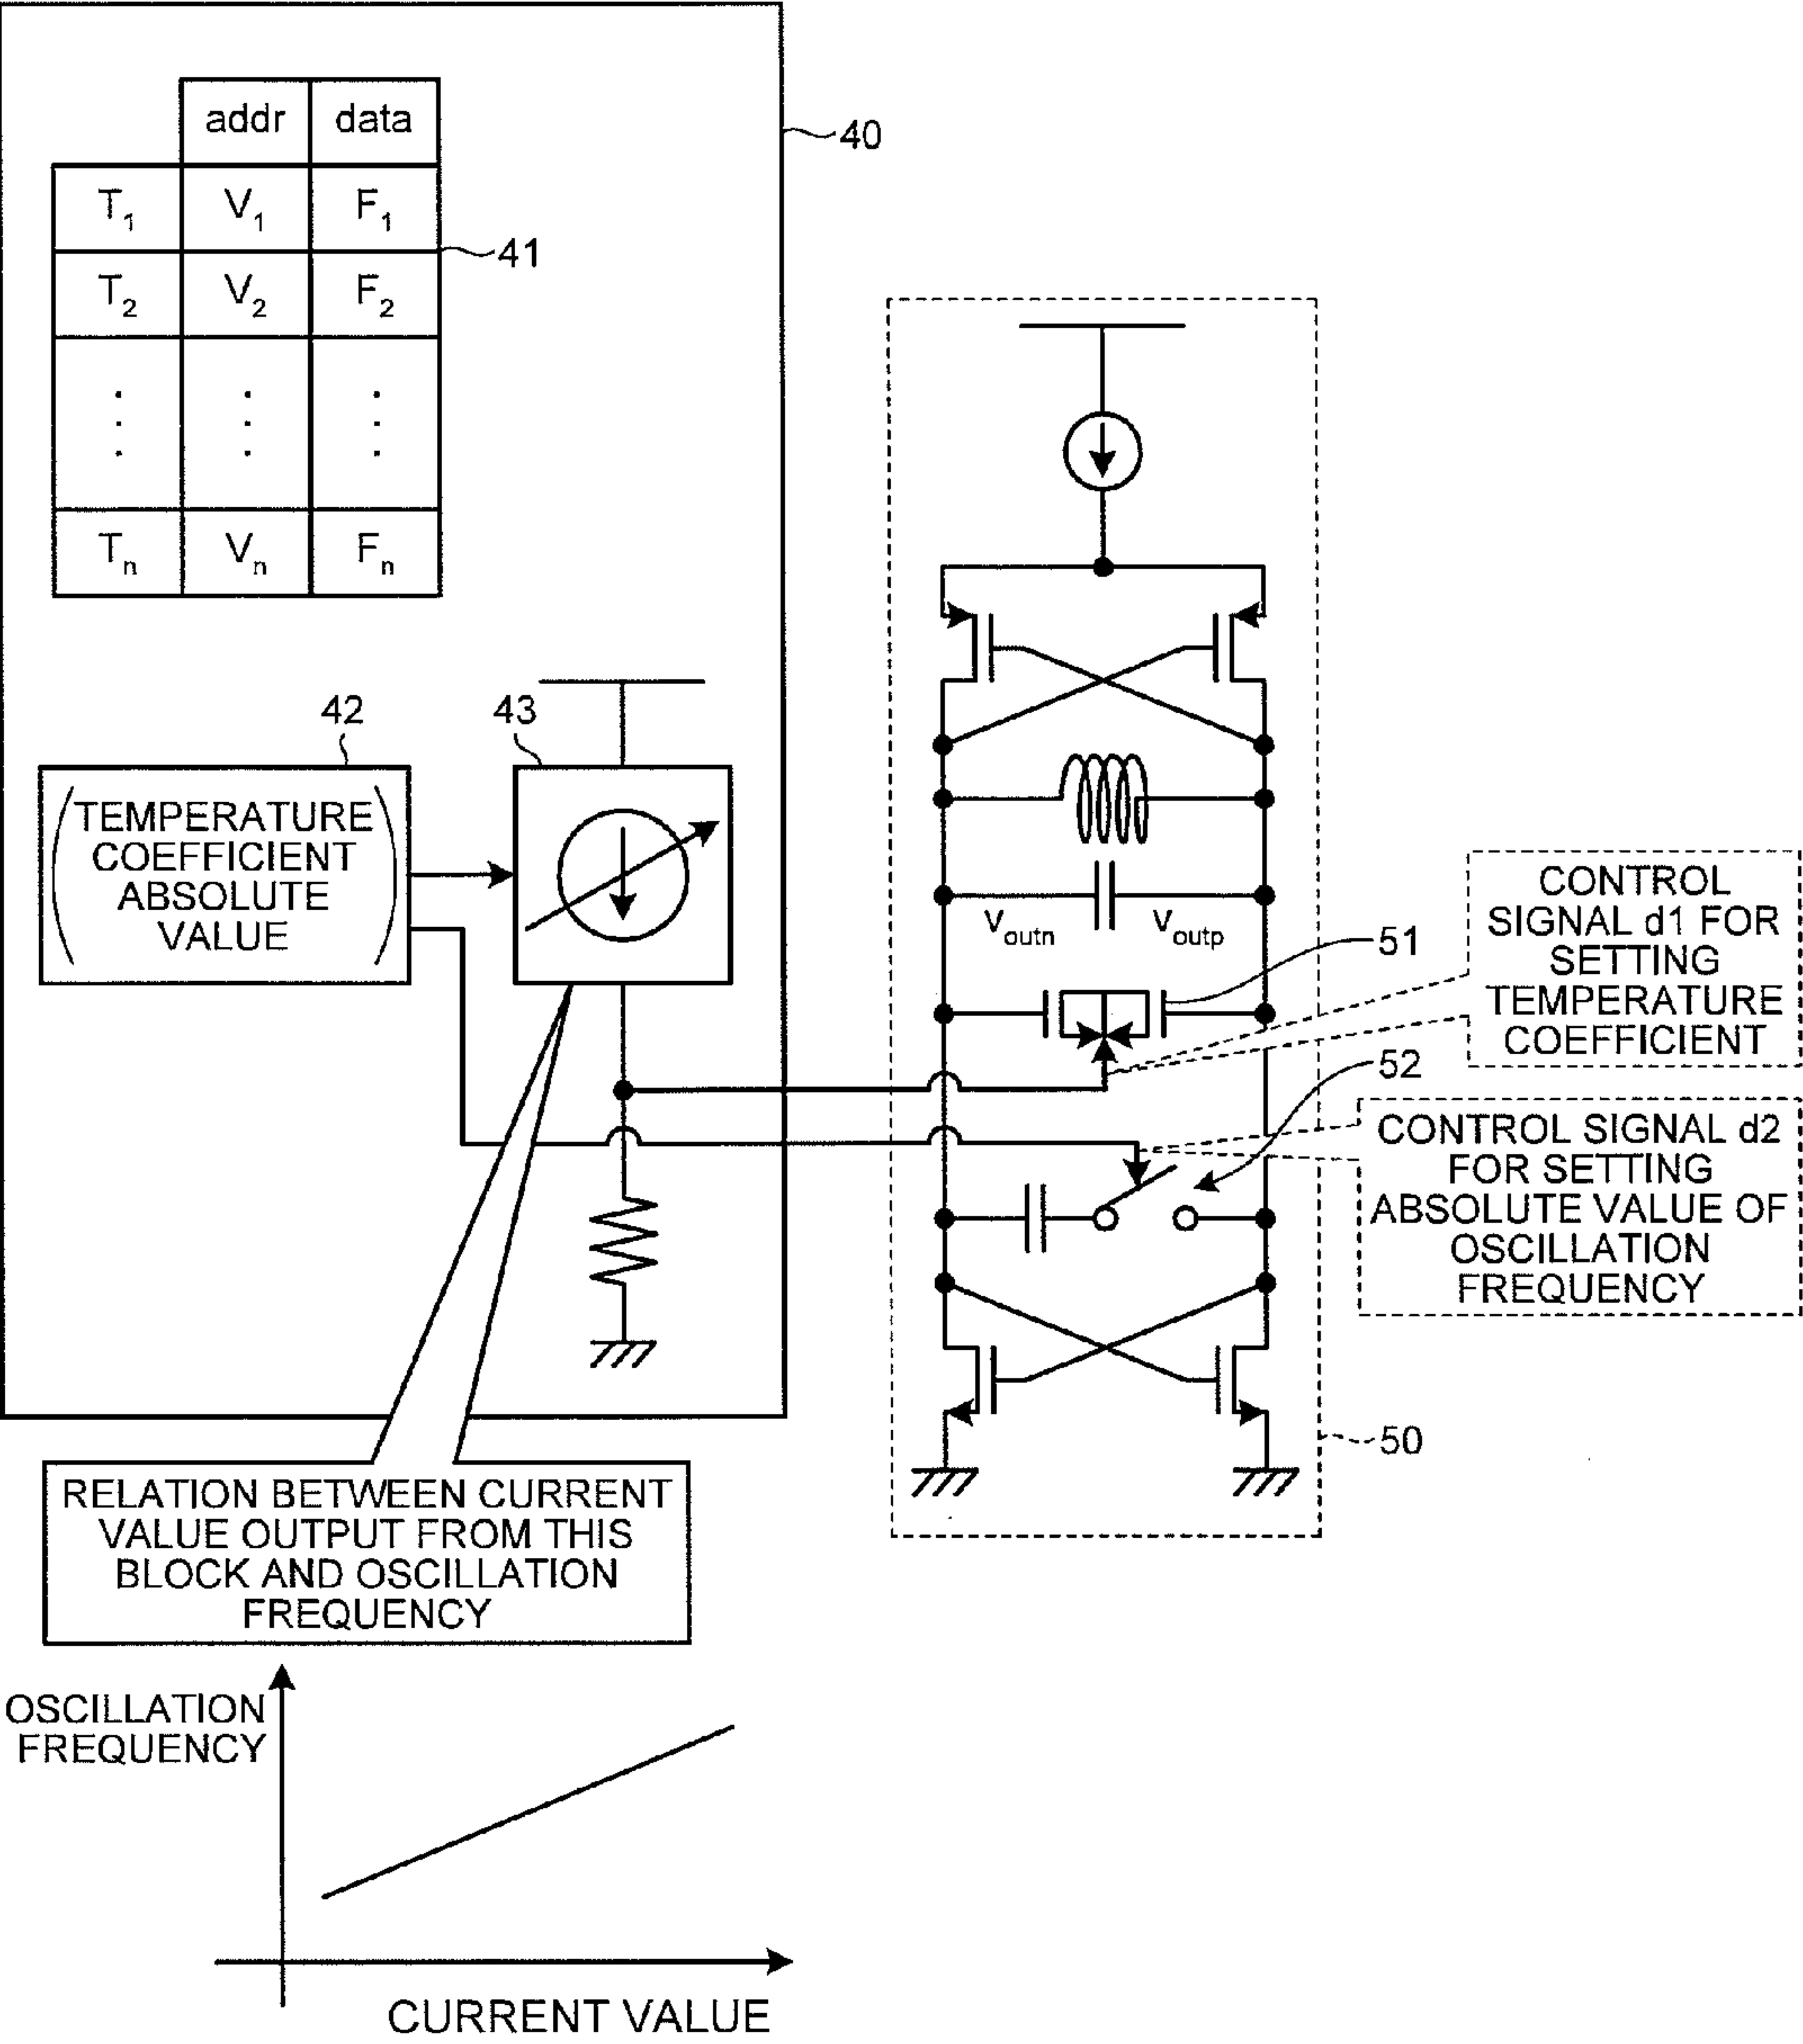 addr data
40
T1 V1 F1
41
T2 V2 F2
Tn Vn Fn
42
43
TEMPERATURE
COEFFICIENT
ABSOLUTE
VALUE
Voutn Voutp
51
CONTROL
SIGNAL d1 FOR
SETTING
TEMPERATURE
COEFFICIENT
52
CONTROL SIGNAL d2
FOR SETTING
ABSOLUTE VALUE OF
OSCILLATION
FREQUENCY
50
RELATION BETWEEN CURRENT
VALUE OUTPUT FROM THIS
BLOCK AND OSCILLATION
FREQUENCY
OSCILLATION
FREQUENCY
CURRENT VALUE